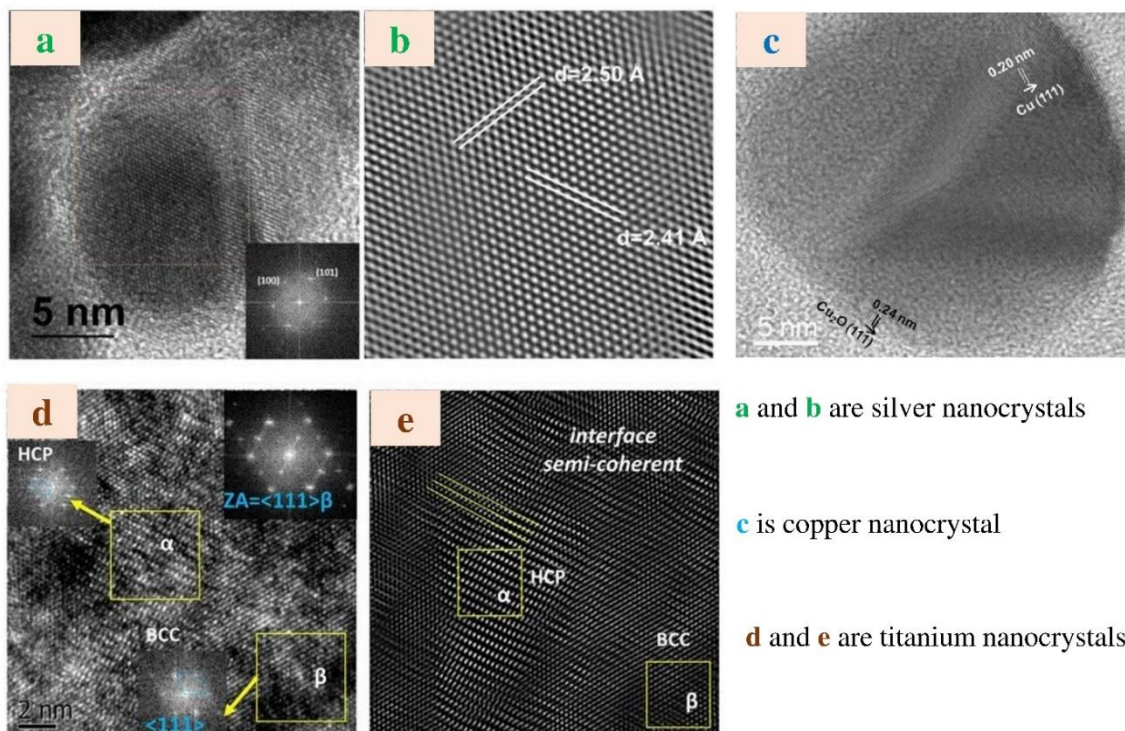 a
5 nm
(100)
(101)
b
d=2.50 A
d=2.41 Å
c
0.20 nm
Cu (111)
0.24 nm
Cu₂O (111)
5 nm
a and b are silver nanocrystals
d
HCP
α
ZA=<111>β
BCC
β
<111>
2 nm
e
interface
semi-coherent
HCP
α
BCC
β
c is copper nanocrystal
d and e are titanium nanocrystals